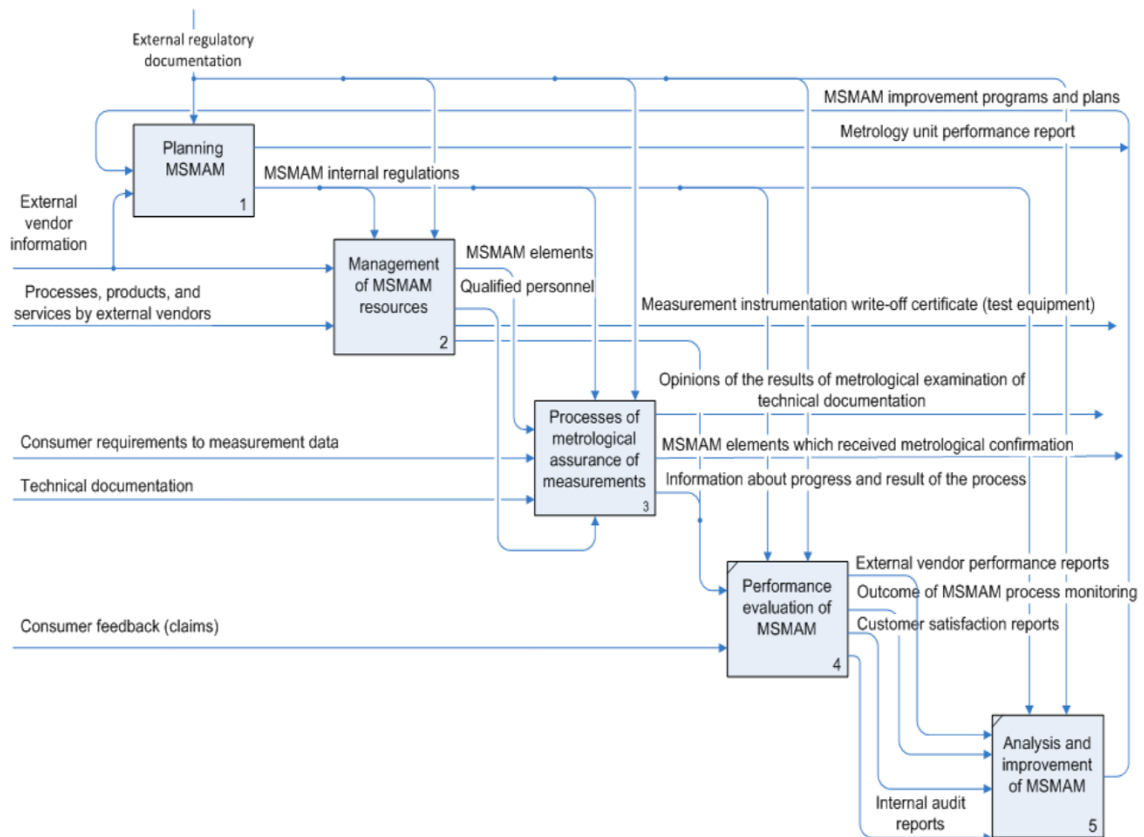 External regulatory
documentation
MSMAM improvement programs and plans
Metrology unit performance report
Planning
MSMAM
1
MSMAM internal regulations
External
vendor
information
Management
of MSMAM
resources
2
MSMAM elements
Qualified personnel
Processes, products, and
services by external vendors
Measurement instrumentation write-off certificate (test equipment)
Opinions of the results of metrological examination of
technical documentation
Processes of
metrological
assurance of
measurements
3
Consumer requirements to measurement data
MSMAM elements which received metrological confirmation
Technical documentation
Information about progress and result of the process
External vendor performance reports
Performance
evaluation of
MSMAM
4
Outcome of MSMAM process monitoring
Customer satisfaction reports
Consumer feedback (claims)
Analysis and
improvement
of MSMAM
5
Internal audit
reports